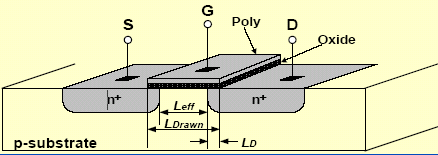 G
S
Poly
D
Oxide
n+
Leff
n+
LDrawn
LD
p-substrate